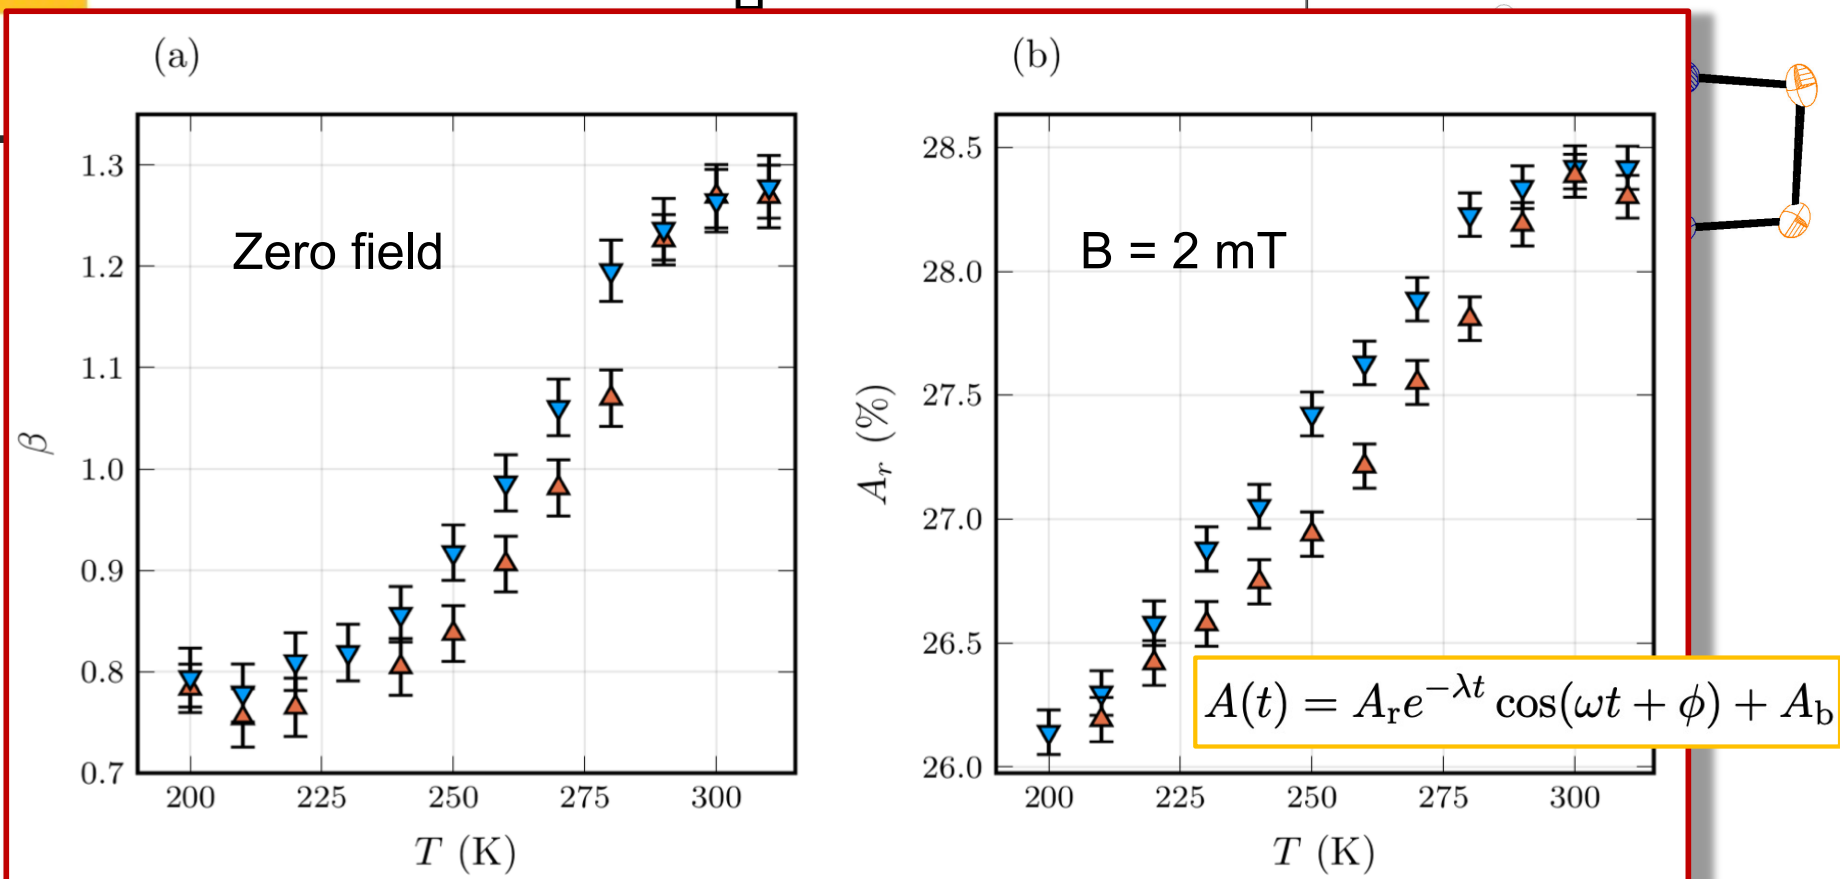 (a)
Zero field
β
1.3
1.2
1.1
1.0
0.9
0.8
0.7
200 225 250 275 300
T (K)
(b)
B = 2 mT
A_r (%)
28.5
28.0
27.5
27.0
26.5
26.0
200 225 250 275 300
T (K)
A(t) = A_r e^{-λt} cos(ωt + ϕ) + A_b